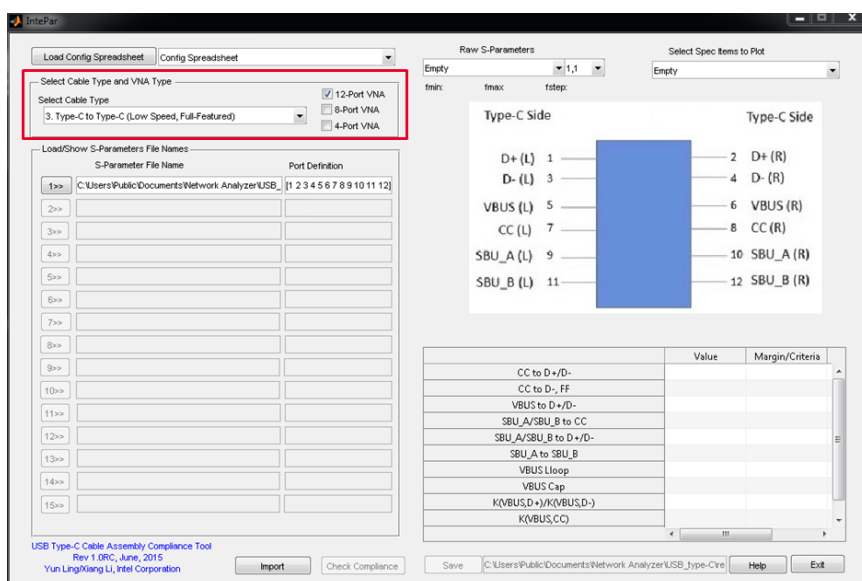 IntePar
Load Config Spreadsheet
Config Spreadsheet
Select Cable Type and VNA Type
Select Cable Type
3. Type-C to Type-C (Low Speed, Full-Featured)
12-Port VNA
8-Port VNA
4-Port VNA
Load/Show S-Parameters File Names
S-Parameter File Name
Port Definition
1>>
C:\Users\Public\Documents\Network Analyzer\USB_
[1 2 3 4 5 6 7 8 9 10 11 12]
2>>
3>>
4>>
5>>
6>>
7>>
8>>
9>>
10>>
11>>
12>>
13>>
14>>
15>>
USB Type-C Cable Assembly Compliance Tool
Rev 1.0RC, June, 2015
Yun Ling/Xiang Li, Intel Corporation
Import
Check Compliance
Raw S-Parameters
Empty
1,1
fmin:
fmax:
fstep:
Select Spec Items to Plot
Empty
Type-C Side
Type-C Side
D+ (L) 1
2 D+ (R)
D- (L) 3
4 D- (R)
VBUS (L) 5
6 VBUS (R)
CC (L) 7
8 CC (R)
SBU_A (L) 9
10 SBU_A (R)
SBU_B (L) 11
12 SBU_B (R)
Value
Margin/Criteria
CC to D+/D-
CC to D-, FF
VBUS to D+/D-
SBU_A/SBU_B to CC
SBU_A/SBU_B to D+/D-
SBU_A to SBU_B
VBUS Lloop
VBUS Cap
K(VBUS,D+)/K(VBUS,D-)
K(VBUS,CC)
Save
C:\Users\Public\Documents\Network Analyzer\USB_type-C\re
Help
Exit